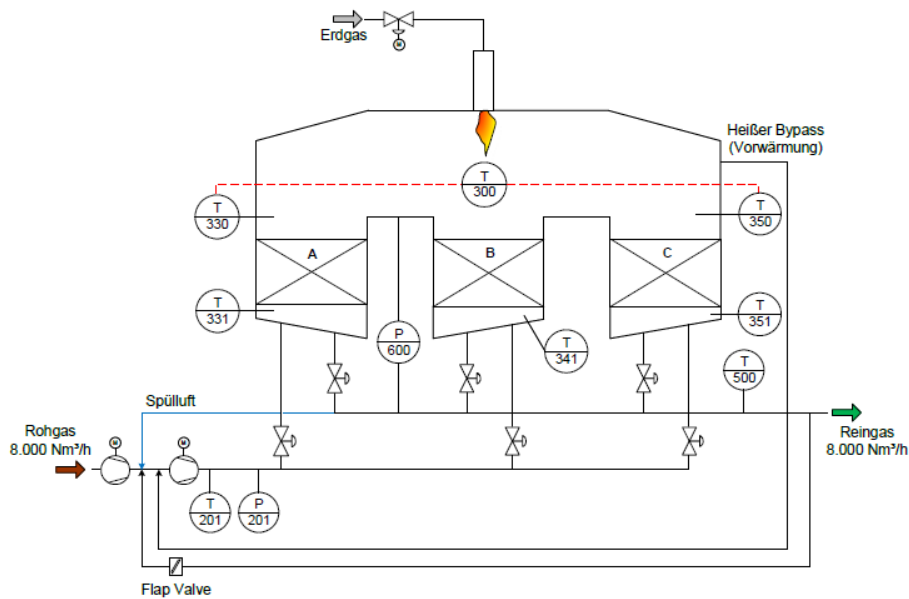 Erdgas
M
Heißer Bypass
(Vorwärmung)
T
300
T
330
T
350
A
B
C
T
331
T
351
P
600
T
341
T
500
Spülluft
Rohgas
8.000 Nm³/h
M
M
Reingas
8.000 Nm³/h
T
201
P
201
Flap Valve